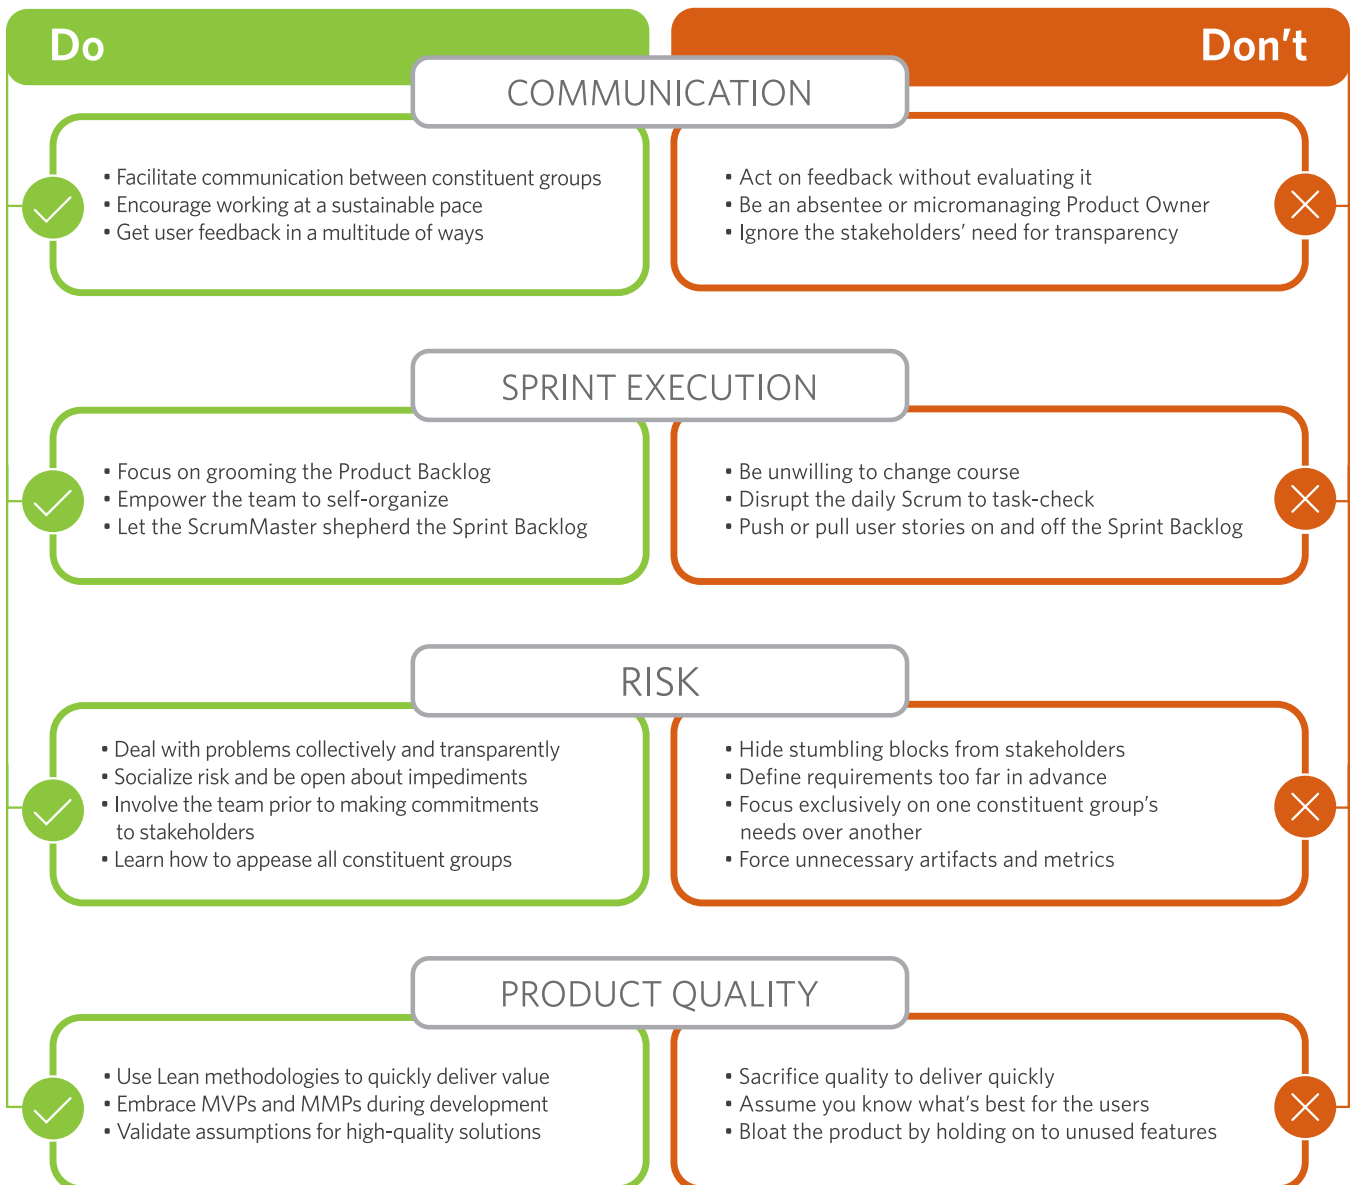 Do
Don't
COMMUNICATION
▪ Facilitate communication between constituent groups
▪ Encourage working at a sustainable pace
▪ Get user feedback in a multitude of ways
▪ Act on feedback without evaluating it
▪ Be an absentee or micromanaging Product Owner
▪ Ignore the stakeholders’ need for transparency
SPRINT EXECUTION
▪ Focus on grooming the Product Backlog
▪ Empower the team to self-organize
▪ Let the ScrumMaster shepherd the Sprint Backlog
▪ Be unwilling to change course
▪ Disrupt the daily Scrum to task-check
▪ Push or pull user stories on and off the Sprint Backlog
RISK
▪ Deal with problems collectively and transparently
▪ Socialize risk and be open about impediments
▪ Involve the team prior to making commitments
to stakeholders
▪ Learn how to appease all constituent groups
▪ Hide stumbling blocks from stakeholders
▪ Define requirements too far in advance
▪ Focus exclusively on one constituent group’s
needs over another
▪ Force unnecessary artifacts and metrics
PRODUCT QUALITY
▪ Use Lean methodologies to quickly deliver value
▪ Embrace MVPs and MMPs during development
▪ Validate assumptions for high-quality solutions
▪ Sacrifice quality to deliver quickly
▪ Assume you know what’s best for the users
▪ Bloat the product by holding on to unused features